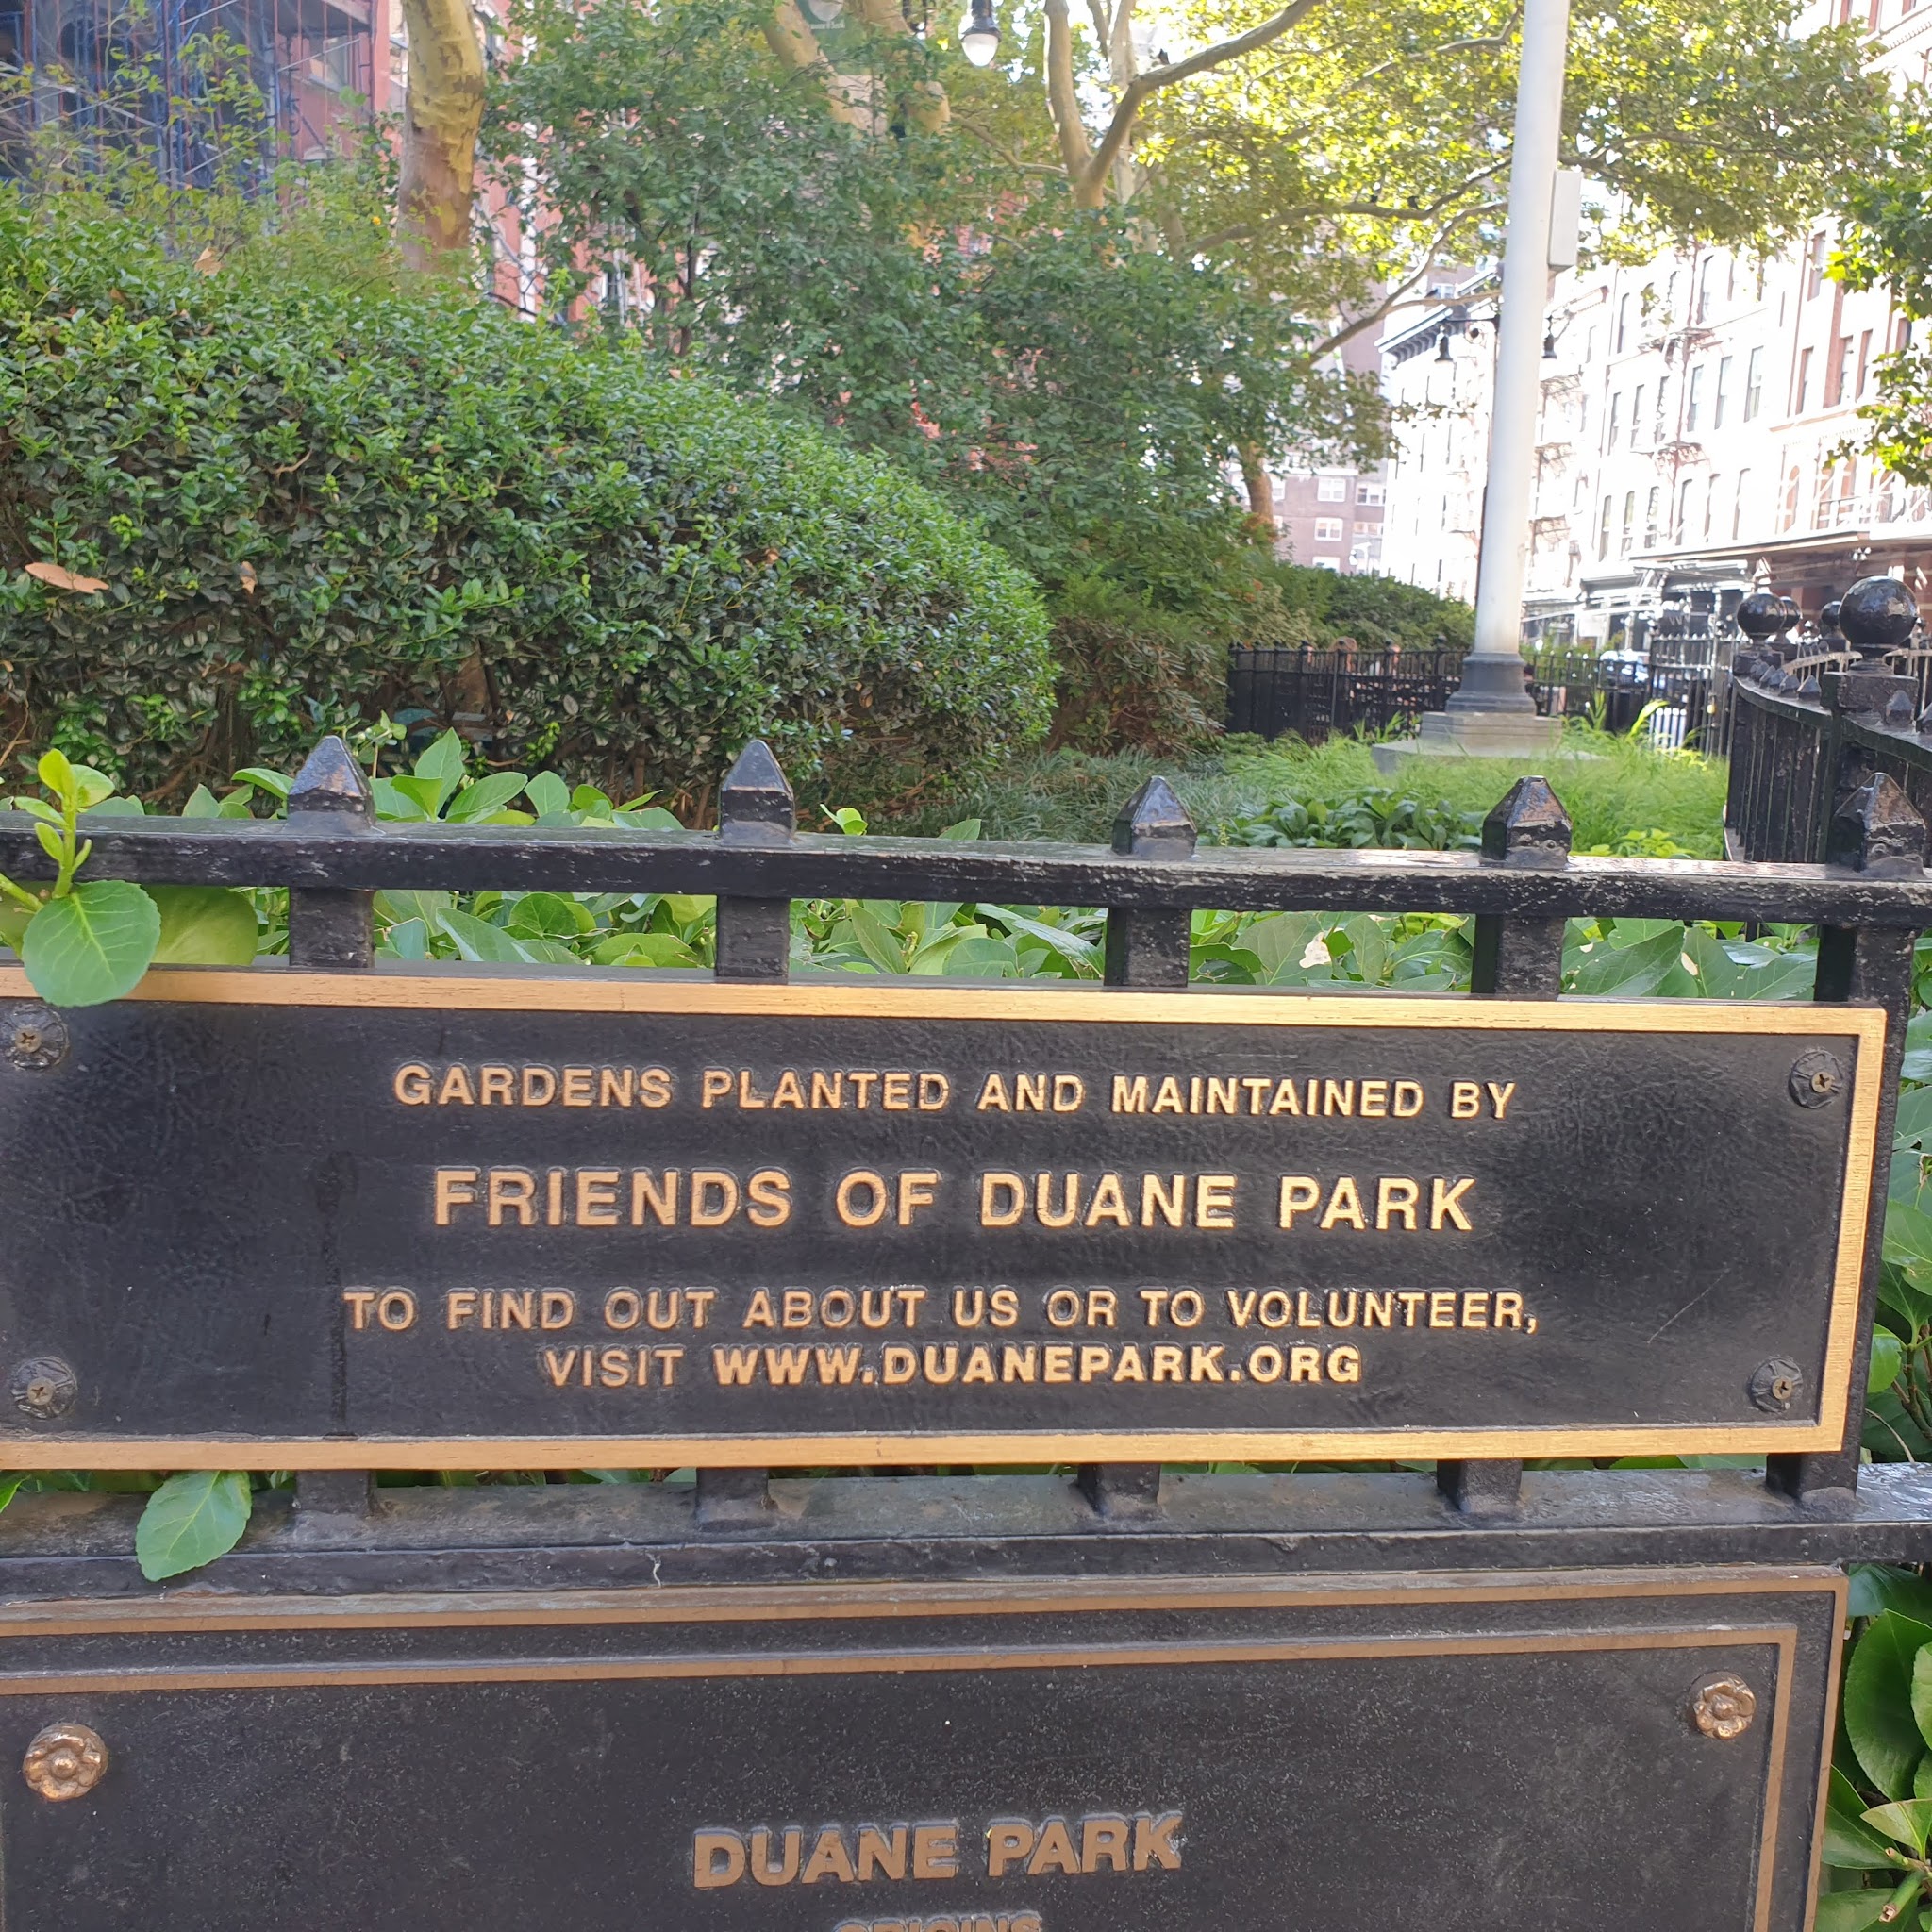 GARDENS PLANTED AND MAINTAINED BY
FRIENDS OF DUANE PARK
TO FIND OUT ABOUT US OR TO VOLUNTEER,
VISIT WWW.DUANEPARK.ORG
DUANE PARK
ORIGINS